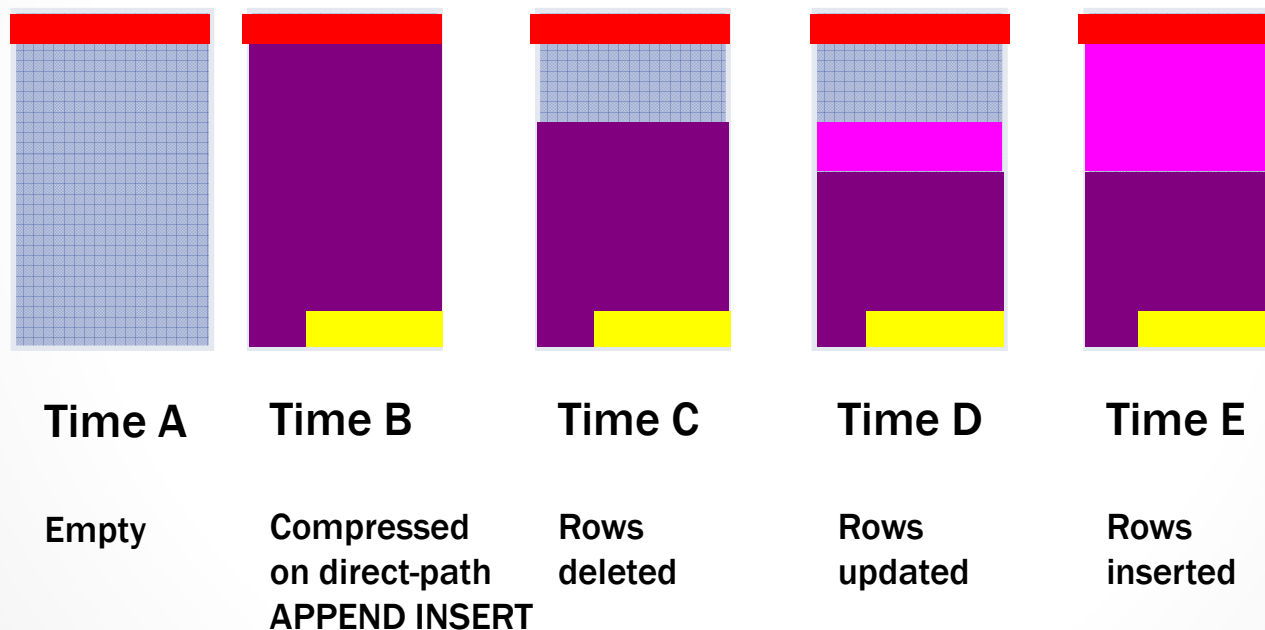 Time A
Time B
Time C
Time D
Time E
Empty
Compressed
on direct-path
APPEND INSERT
Rows
deleted
Rows
updated
Rows
inserted